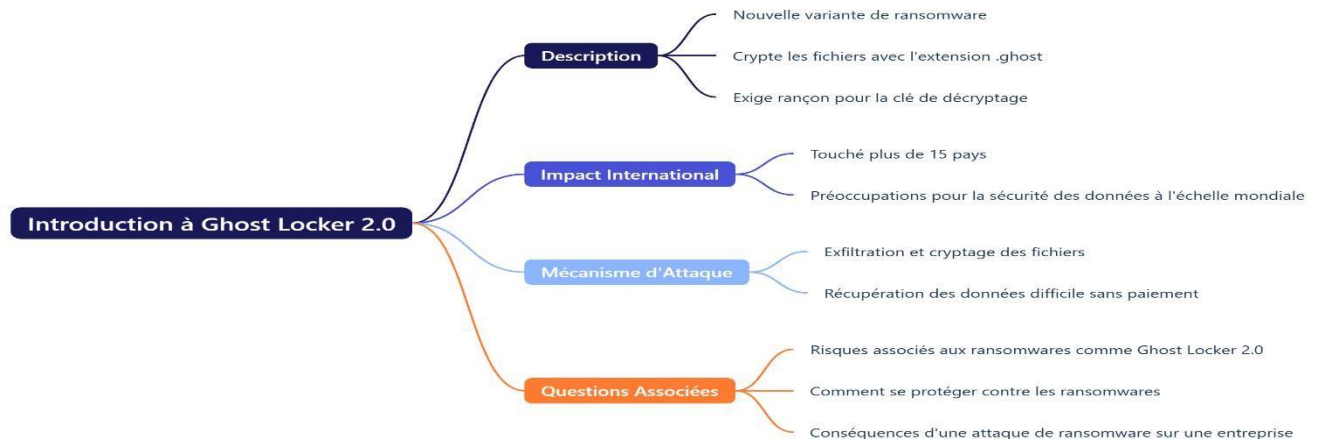 Introduction à Ghost Locker 2.0
Description
Nouvelle variante de ransomware
Crypte les fichiers avec l'extension .ghost
Exige rançon pour la clé de décryptage
Impact International
Touché plus de 15 pays
Préoccupations pour la sécurité des données à l'échelle mondiale
Mécanisme d'Attaque
Exfiltration et cryptage des fichiers
Récupération des données difficile sans paiement
Questions Associées
Risques associés aux ransomwares comme Ghost Locker 2.0
Comment se protéger contre les ransomwares
Conséquences d'une attaque de ransomware sur une entreprise